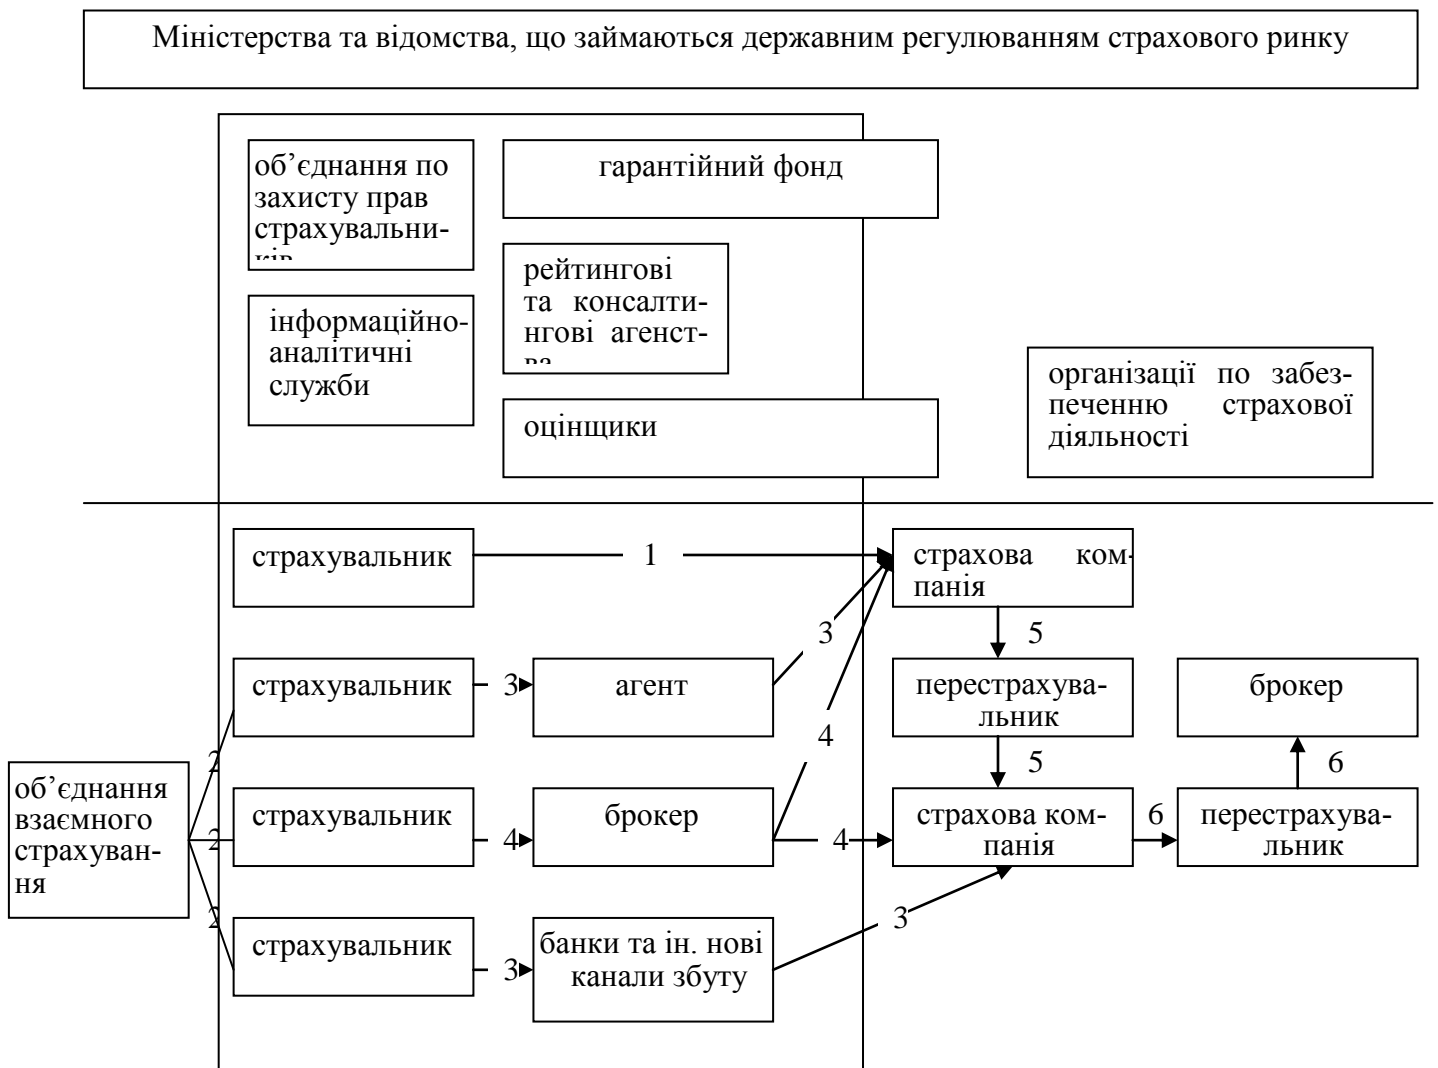 Міністерства та відомства, що займаються державним регулюванням страхового ринку
об’єднання по
захисту прав
страхувальни-
ків
гарантійний фонд
рейтингові
та консалти-
нгові агенст-
ва
інформаційно-
аналітичні
служби
оцінщики
організації по забез-
печенню страхової
діяльності
страхувальник
1
страхова ком-
панія
3
5
страхувальник
3
агент
перестрахува-
льник
брокер
4
2
5
6
об’єднання
взаємного
страхуван-
ня
2
страхувальник
4
брокер
4
страхова ком-
панія
6
перестрахува-
льник
2
3
страхувальник
3
банки та ін. нові
канали збуту